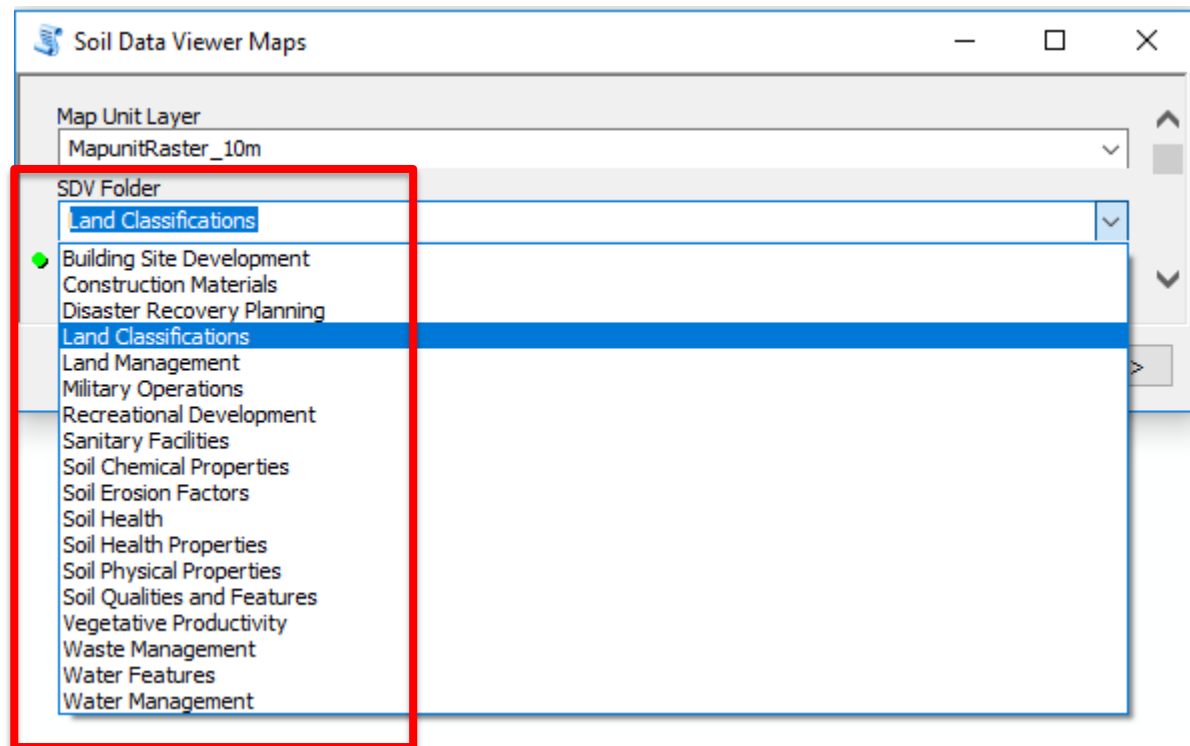 Soil Data Viewer Maps
Map Unit Layer
MapunitRaster_10m
SDV Folder
Land Classifications
Building Site Development
Construction Materials
Disaster Recovery Planning
Land Classifications
Land Management
Military Operations
Recreational Development
Sanitary Facilities
Soil Chemical Properties
Soil Erosion Factors
Soil Health
Soil Health Properties
Soil Physical Properties
Soil Qualities and Features
Vegetative Productivity
Waste Management
Water Features
Water Management
>